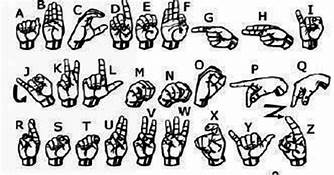 A B C D E F G H I
J K L M N O P Q
R S T U V W X Y Z